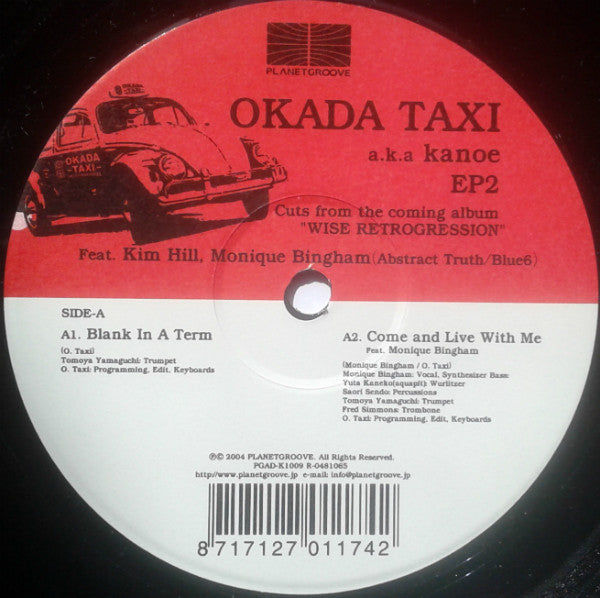 PLANETGROOVE
OKADA TAXI
a.k.a kanoe
EP2
Cuts from the coming album
"WISE RETROGRESSION"
Feat. Kim Hill, Monique Bingham(Abstract Truth/Blue6)
OKADA
TAXI
OKADA
-TAXI-
SIDE-A
A1. Blank In A Term
(O. Taxi)
Tomoya Yamaguchi: Trumpet
O. Taxi: Programming, Edit, Keyboards
A2. Come and Live With Me
Feat. Monique Bingham
(Monique Bingham / O. Taxi)
Monique Bingham: Vocal, Synthesizer Bass:
Yuta Kaneko(aquapit): Wurlitzer
Saori Sendo: Percussions
Tomoya Yamaguchi: Trumpet
Fred Simmons: Trombone
O. Taxi: Programming, Edit, Keyboards
℗© 2004 PLANETGROOVE. All Rights Reserved.
PGAD-K1009 R-0481065
http://www.planetgroove.jp e-mail: info@planetgroove.jp
8 717127 011742